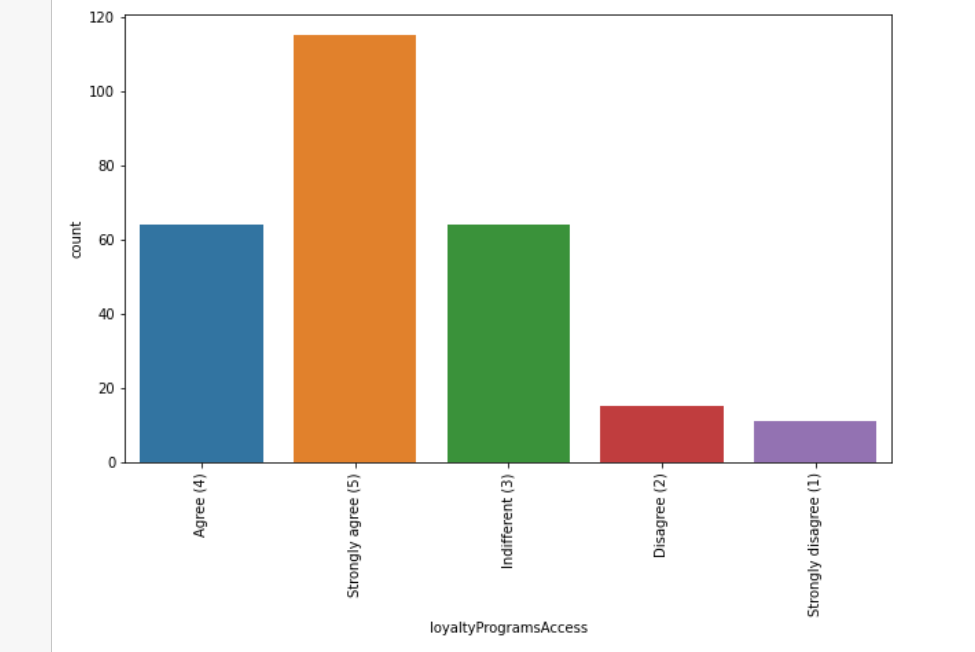 120
100
80
60
40
20
0
count
Agree (4)
Strongly agree (5)
Indifferent (3)
Disagree (2)
Strongly disagree (1)
loyaltyProgramsAccess